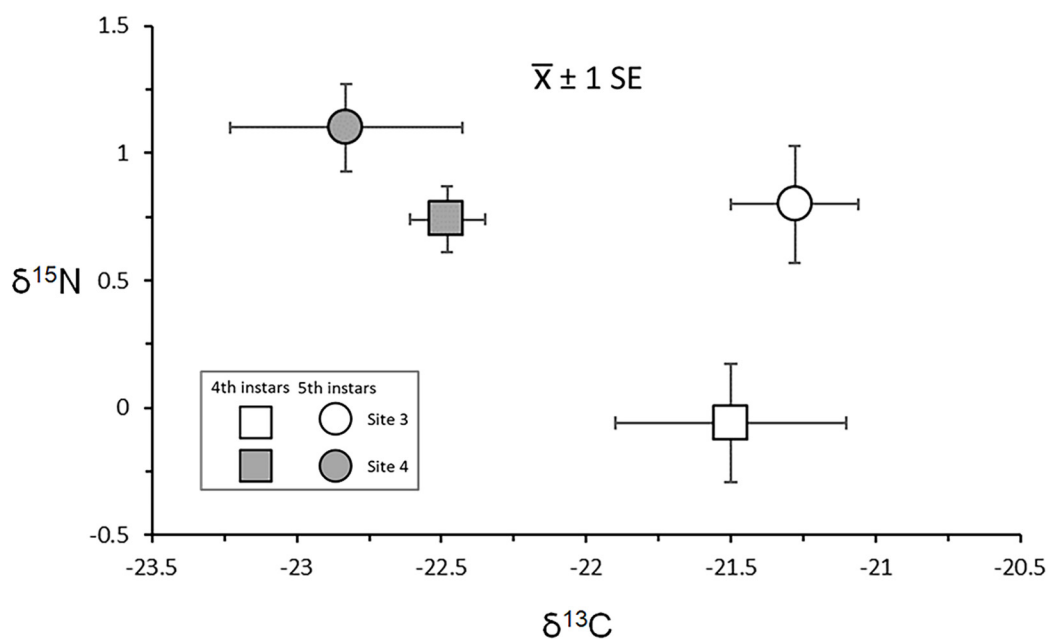 1.5
x̅ ± 1 SE
1
δ¹⁵N
0.5
4th instars 5th instars
0
Site 3
Site 4
-0.5
-23.5 -23 -22.5 -22 -21.5 -21 -20.5
δ¹³C